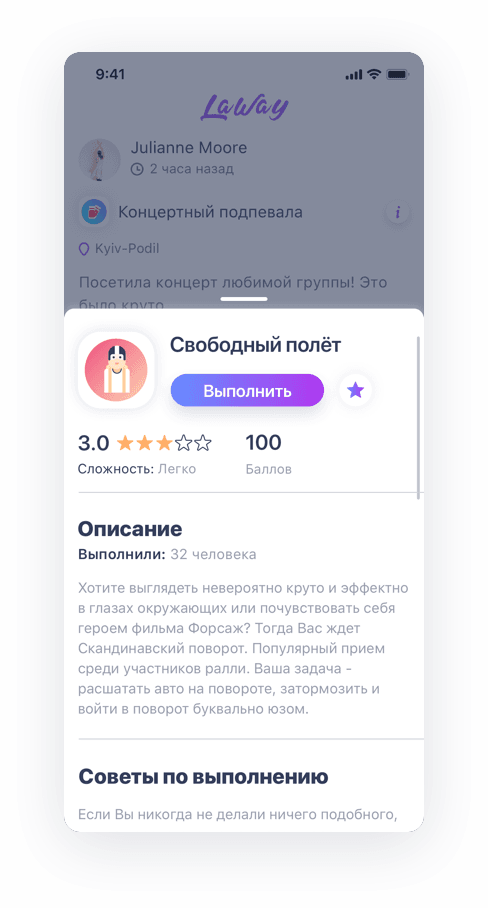 9:41
LaWay
Julianne Moore
2 часа назад
Концертный подпевала
i
Kyiv-Podil
Посетила концерт любимой группы! Это
было круто
Свободный полёт
Выполнить
3.0
100
Сложность: Легко
Баллов
Описание
Выполнили: 32 человека
Хотите выглядеть невероятно круто и эффектно
в глазах окружающих или почувствовать себя
героем фильма Форсаж? Тогда Вас ждет
Скандинавский поворот. Популярный прием
среди участников ралли. Ваша задача -
расшатать авто на повороте, затормозить и
войти в поворот буквально юзом.
Советы по выполнению
Если Вы никогда не делали ничего подобного,